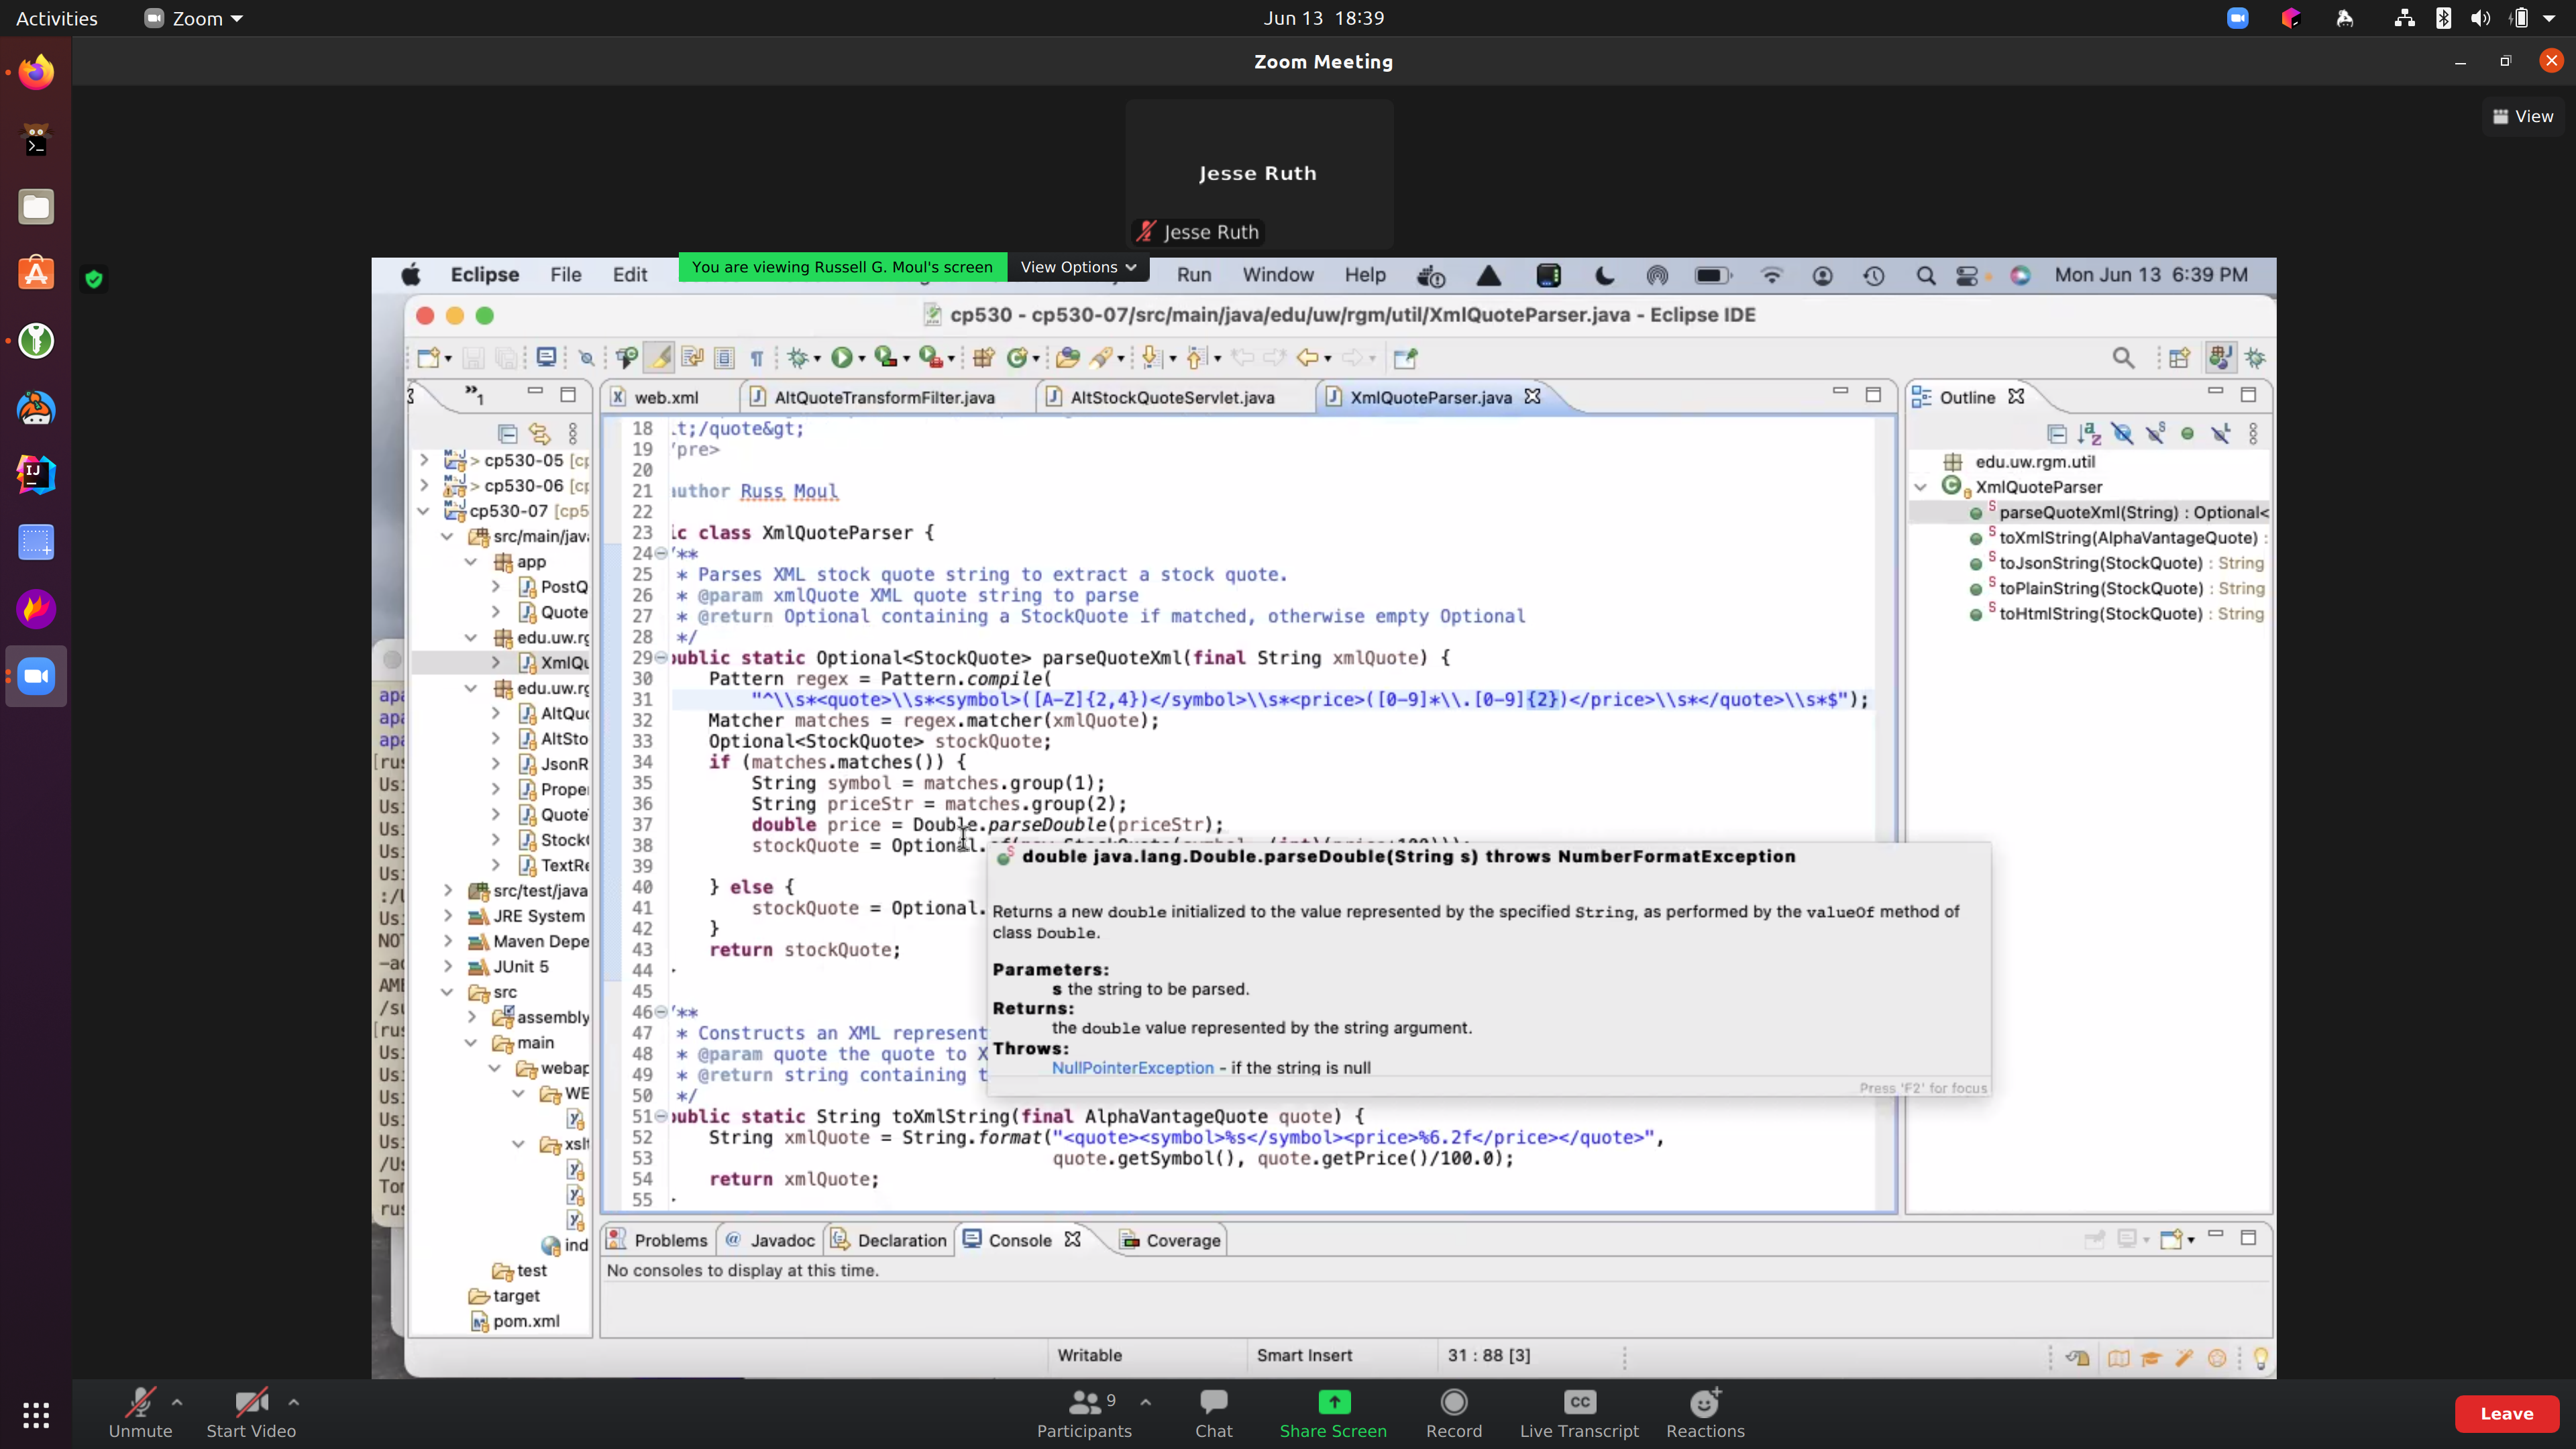 Activities
Zoom
Jun 13 18:39
Zoom Meeting
View
Jesse Ruth
Jesse Ruth
You are viewing Russell G. Moul's screen
View Options
Eclipse File Edit
Run Window Help
Mon Jun 13 6:39 PM
cp530 - cp530-07/src/main/java/edu/uw/rgm/util/XmlQuoteParser.java - Eclipse IDE
web.xml
AltQuoteTransformFilter.java
AltStockQuoteServlet.java
XmlQuoteParser.java
Outline
> cp530-05 [cp
> cp530-06 [cp
cp530-07 [cp5
src/main/java
app
PostQ
Quote
edu.uw.rg
XmlQu
edu.uw.rg
AltQuo
AltSto
JsonR
Proper
Quote
Stock
TextRe
src/test/java
JRE System
Maven Depe
JUnit 5
src
assembly
main
webap
WE
xslt
ind
test
target
pom.xml
18 t;/quote&gt;
19 /pre>
20
21 author Russ Moul
22
23 ic class XmlQuoteParser {
24 /**
25 * Parses XML stock quote string to extract a stock quote.
26 * @param xmlQuote XML quote string to parse
27 * @return Optional containing a StockQuote if matched, otherwise empty Optional
28 */
29 public static Optional<StockQuote> parseQuoteXml(final String xmlQuote) {
30 Pattern regex = Pattern.compile(
31 "^\\s*<quote>\\s*<symbol>([A-Z]{2,4})</symbol>\\s*<price>([0-9]*\\.[0-9]{2})</price>\\s*</quote>\\s*$");
32 Matcher matches = regex.matcher(xmlQuote);
33 Optional<StockQuote> stockQuote;
34 if (matches.matches()) {
35 String symbol = matches.group(1);
36 String priceStr = matches.group(2);
37 double price = Double.parseDouble(priceStr);
38 stockQuote = Optional.
39
40 } else {
41 stockQuote = Optional.
42 }
43 return stockQuote;
44
45
46 /**
47 * Constructs an XML represent
48 * @param quote the quote to X
49 * @return string containing t
50 */
51 public static String toXmlString(final AlphaVantageQuote quote) {
52 String xmlQuote = String.format("<quote><symbol>%s</symbol><price>%6.2f</price></quote>",
53 quote.getSymbol(), quote.getPrice()/100.0);
54 return xmlQuote;
55
double java.lang.Double.parseDouble(String s) throws NumberFormatException
Returns a new double initialized to the value represented by the specified String, as performed by the valueOf method of
class Double.
Parameters:
s the string to be parsed.
Returns:
the double value represented by the string argument.
Throws:
NullPointerException - if the string is null
Press 'F2' for focus
edu.uw.rgm.util
XmlQuoteParser
parseQuoteXml(String) : Optional<
toXmlString(AlphaVantageQuote) :
toJsonString(StockQuote) : String
toPlainString(StockQuote) : String
toHtmlString(StockQuote) : String
Problems
Javadoc
Declaration
Console
Coverage
No consoles to display at this time.
Writable
Smart Insert
31 : 88 [3]
Unmute
Start Video
Participants
9
Chat
Share Screen
Record
Live Transcript
Reactions
Leave